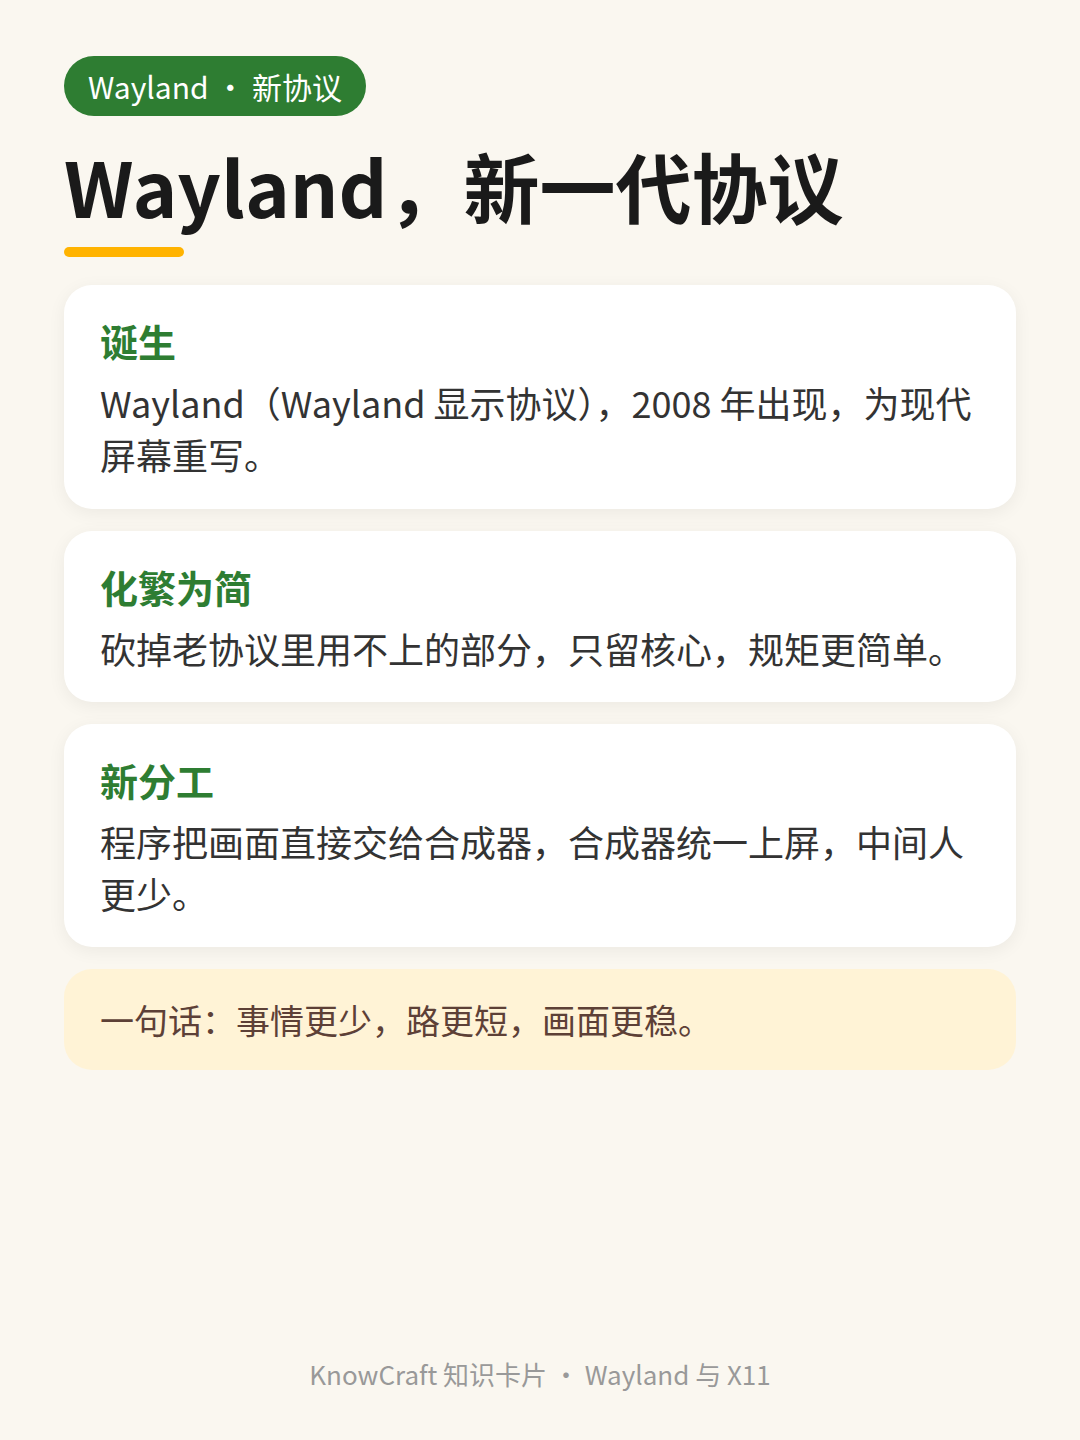 Wayland · 新协议
Wayland，新一代协议
诞生
Wayland（Wayland 显示协议），2008 年出现，为现代
屏幕重写。
化繁为简
砍掉老协议里用不上的部分，只留核心，规矩更简单。
新分工
程序把画面直接交给合成器，合成器统一上屏，中间人
更少。
一句话：事情更少，路更短，画面更稳。
KnowCraft 知识卡片 · Wayland 与 X11